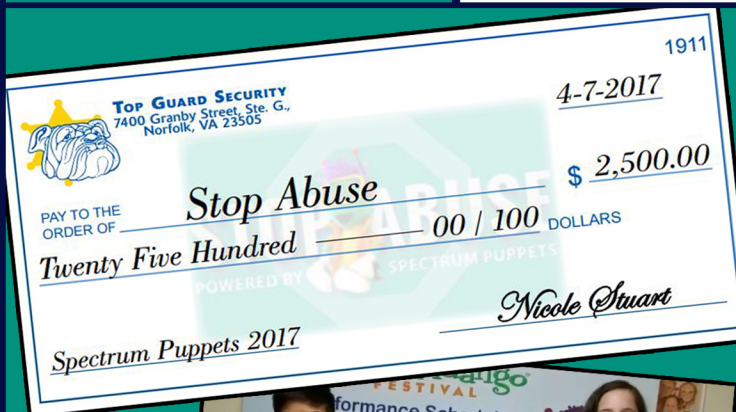 1911
TOP GUARD SECURITY
7400 Granby Street, Ste. G.,
Norfolk, VA 23505
4-7-2017
PAY TO THE
ORDER OF
Stop Abuse
$ 2,500.00
Twenty Five Hundred 00 / 100 DOLLARS
STOP ABUSE
POWERED BY SPECTRUM PUPPETS
Spectrum Puppets 2017
Nicole Stuart
FESTIVAL